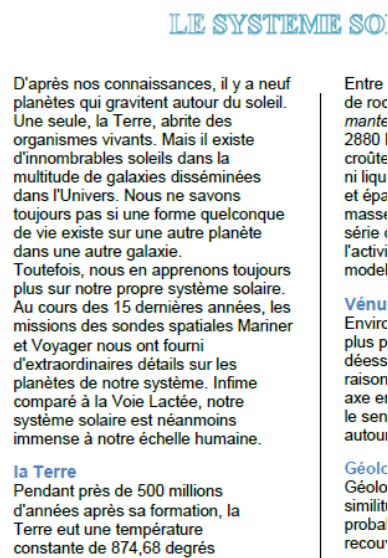 LE SYSTEME SO
D'après nos connaissances, il y a neuf
planètes qui gravitent autour du soleil.
Une seule, la Terre, abrite des
organismes vivants. Mais il existe
d'innombrables soleils dans la
multitude de galaxies disséminées
dans l'Univers. Nous ne savons
toujours pas si une forme quelconque
de vie existe sur une autre planète
dans une autre galaxie.
Toutefois, nous en apprenons toujours
plus sur notre propre système solaire.
Au cours des 15 dernières années, les
missions des sondes spatiales Mariner
et Voyager nous ont fourni
d'extraordinaires détails sur les
planètes de notre système. Infime
comparé à la Voie Lactée, notre
système solaire est néanmoins
immense à notre échelle humaine.
la Terre
Pendant près de 500 millions
d'années après sa formation, la
Terre eut une température
constante de 874,68 degrés
Entre
de roc
mante
2880
croûte
ni liqu
et épa
masse
série
l'activi
model
Vénu
Enviro
plus p
déess
raison
axe e
le sen
autour
Géolo
Géolo
similit
proba
recouv